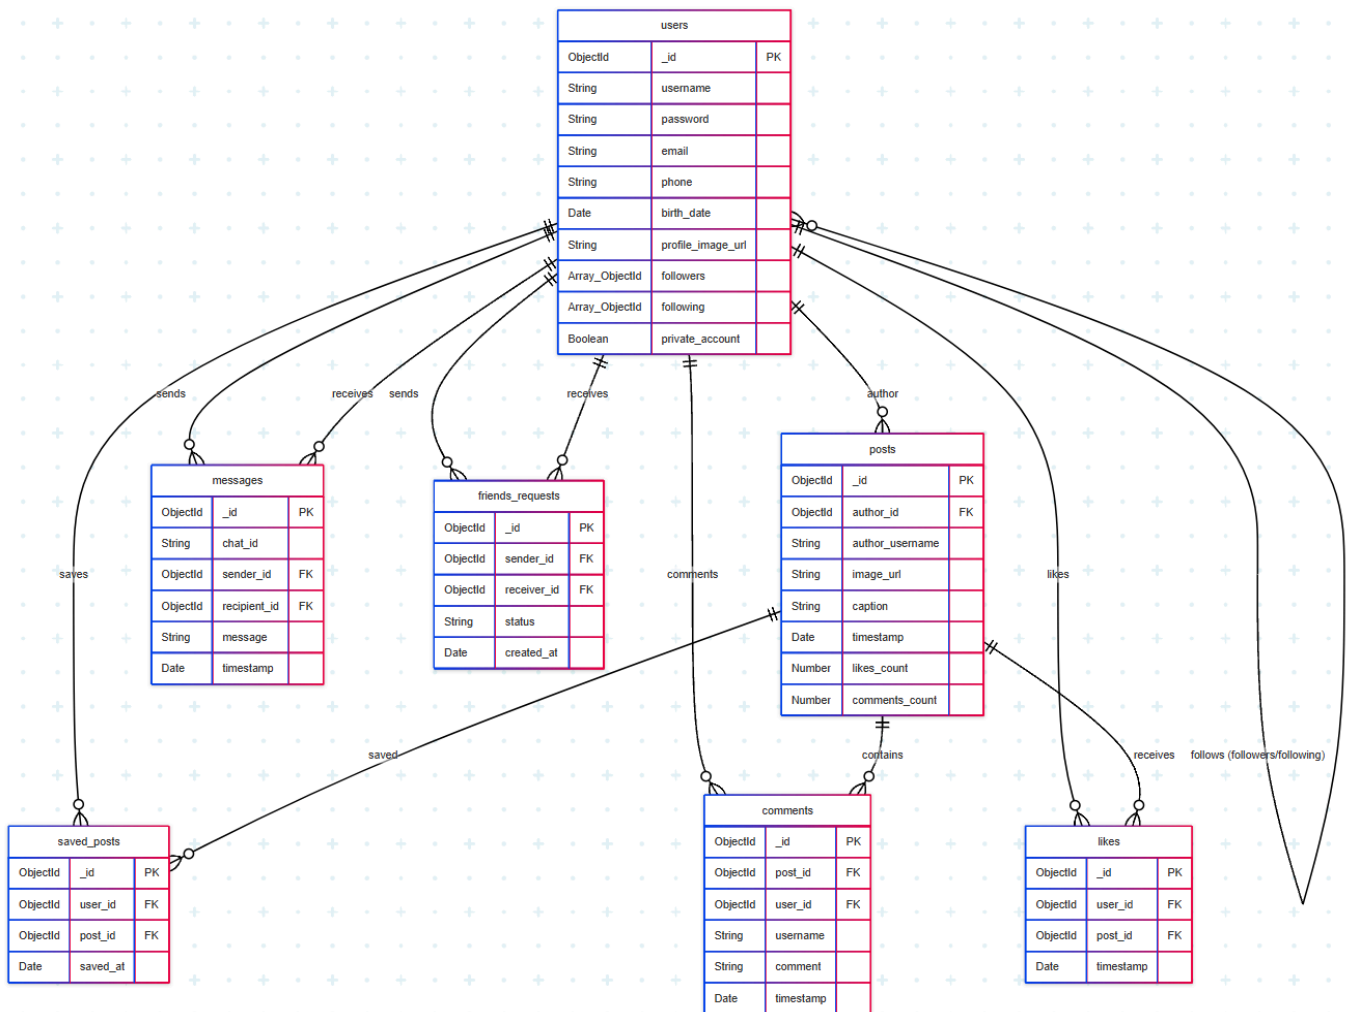 users
ObjectId _id PK
String username
String password
String email
String phone
Date birth_date
String profile_image_url
Array_ObjectId followers
Array_ObjectId following
Boolean private_account
sends
receives
sends
receives
author
messages
ObjectId _id PK
String chat_id
ObjectId sender_id FK
ObjectId recipient_id FK
String message
Date timestamp
friends_requests
ObjectId _id PK
ObjectId sender_id FK
ObjectId receiver_id FK
String status
Date created_at
posts
ObjectId _id PK
ObjectId author_id FK
String author_username
String image_url
String caption
Date timestamp
Number likes_count
Number comments_count
saves
comments
likes
saved
contains
receives
follows (followers/following)
saved_posts
ObjectId _id PK
ObjectId user_id FK
ObjectId post_id FK
Date saved_at
comments
ObjectId _id PK
ObjectId post_id FK
ObjectId user_id FK
String username
String comment
Date timestamp
likes
ObjectId _id PK
ObjectId user_id FK
ObjectId post_id FK
Date timestamp